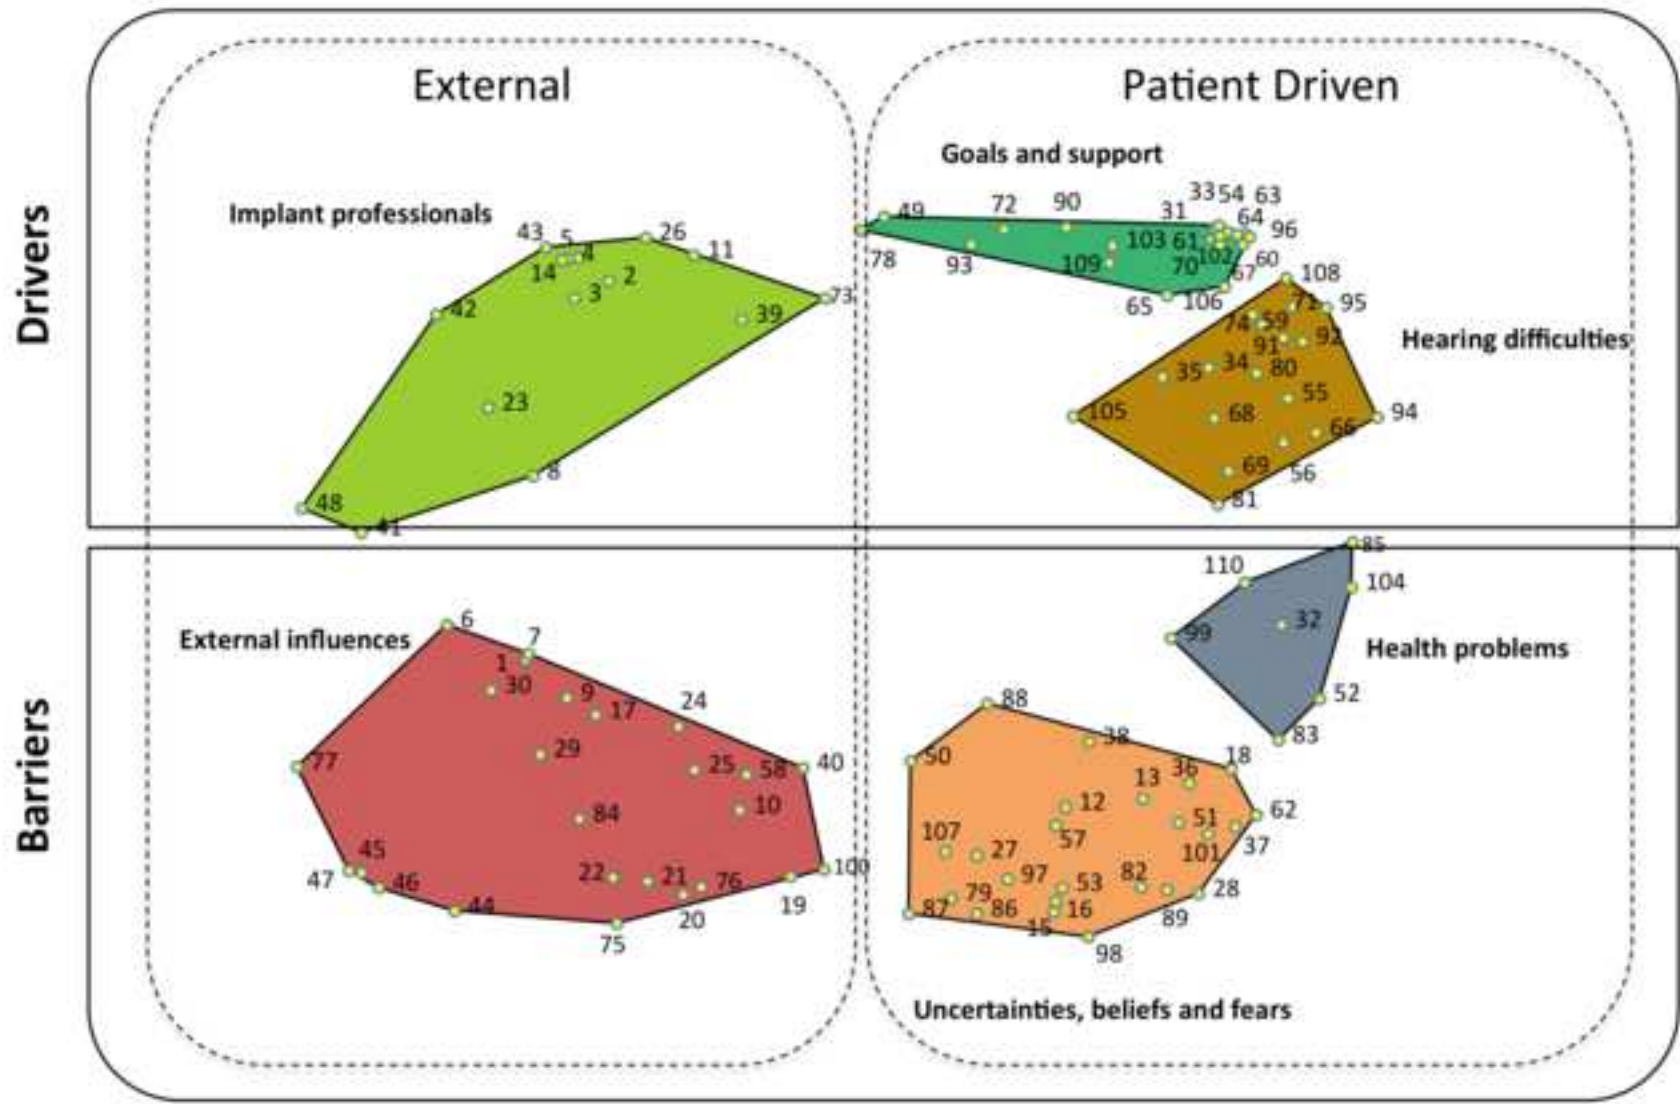 External
Patient Driven
Drivers
Barriers
Implant professionals
43 5 4 26 11
14 2
3
42 39 73
23
8
48
41
Goals and support
33 54 63
49 72 90 31 64 96
78 93 103 61 102 60
109 70 67
65 106
108
71 95
74 59
91 92
Hearing difficulties
35 34 80
55
105 68 94
66
69 56
81
External influences
6
7
1
30 9 17 24
29
77 25 58 40
84 10
45
47 46 22 21 76 100
44 20 19
75
85
110 104
32
99
Health problems
52
83
88
50 38 18
13 36
12 62
57 51
107 101 37
27
97 53 82 28
79
87 86 16 89
15
98
Uncertainties, beliefs and fears